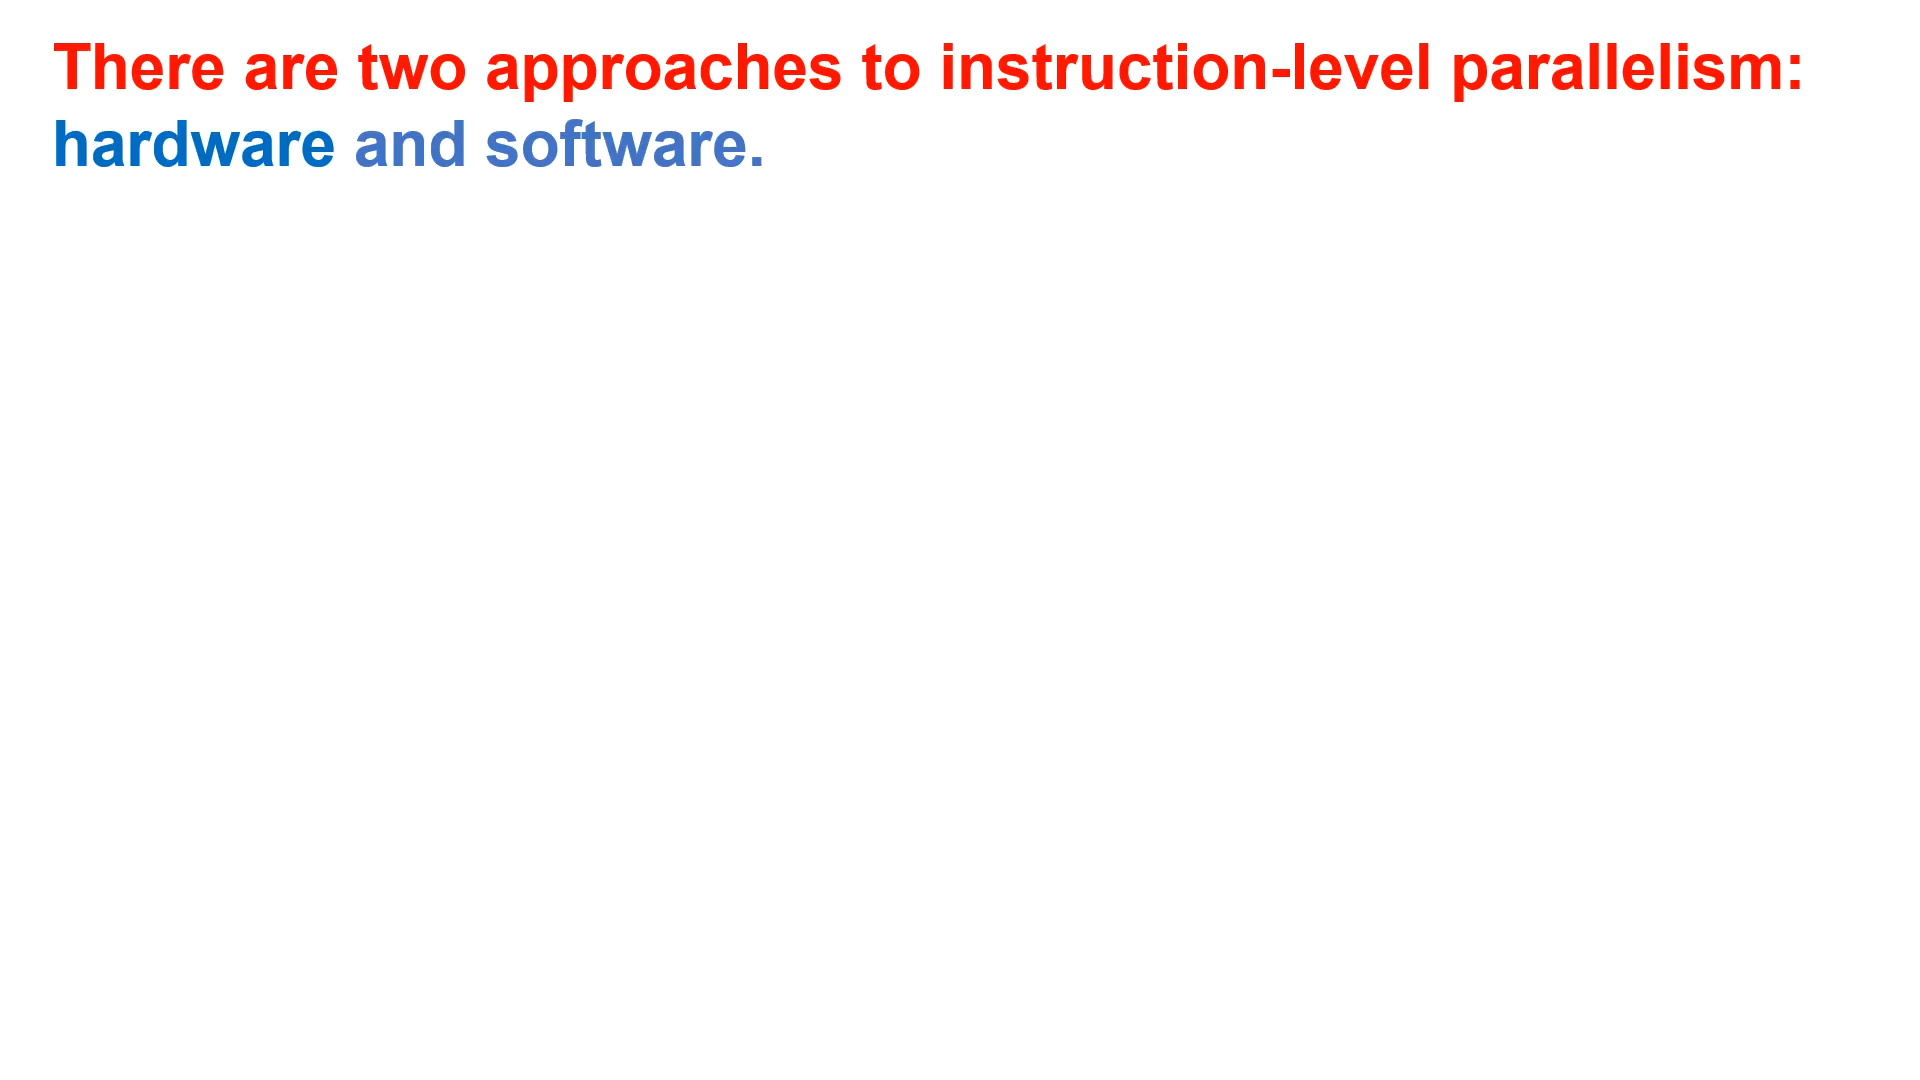 There are two approaches to instruction-level parallelism:
hardware and software.